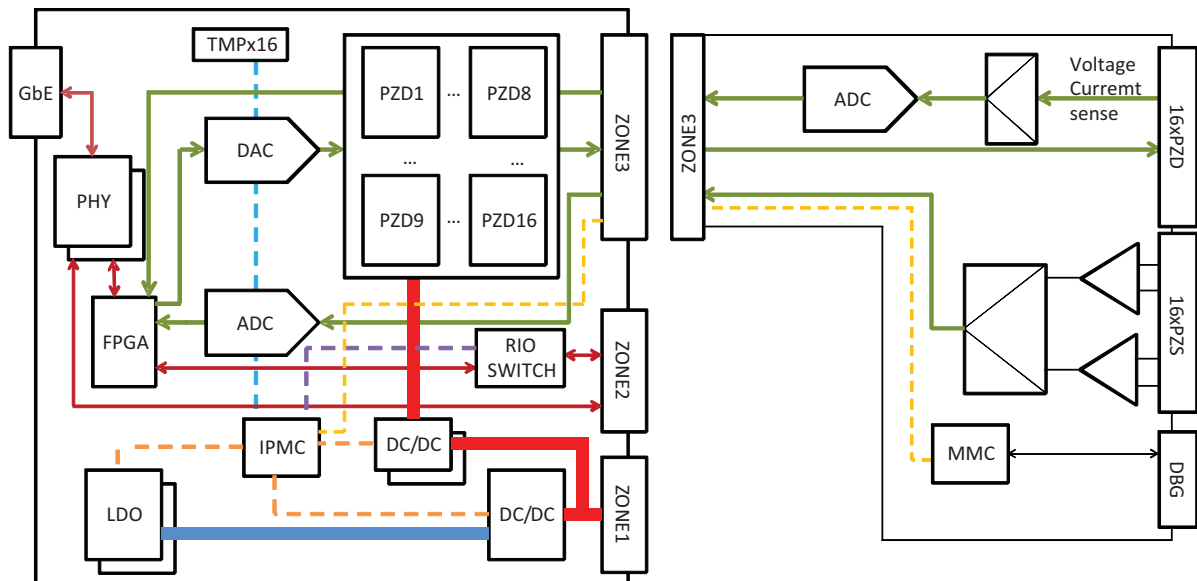 TMPx16
GbE
PHY
FPGA
DAC
ADC
PZD1
...
PZD8
...
...
PZD9
...
PZD16
ZONE3
RIO
SWITCH
ZONE2
IPMC
DC/DC
LDO
DC/DC
ZONE1
ZONE3
ADC
Voltage
Curremt
sense
16xPZD
16xPZS
MMC
DBG